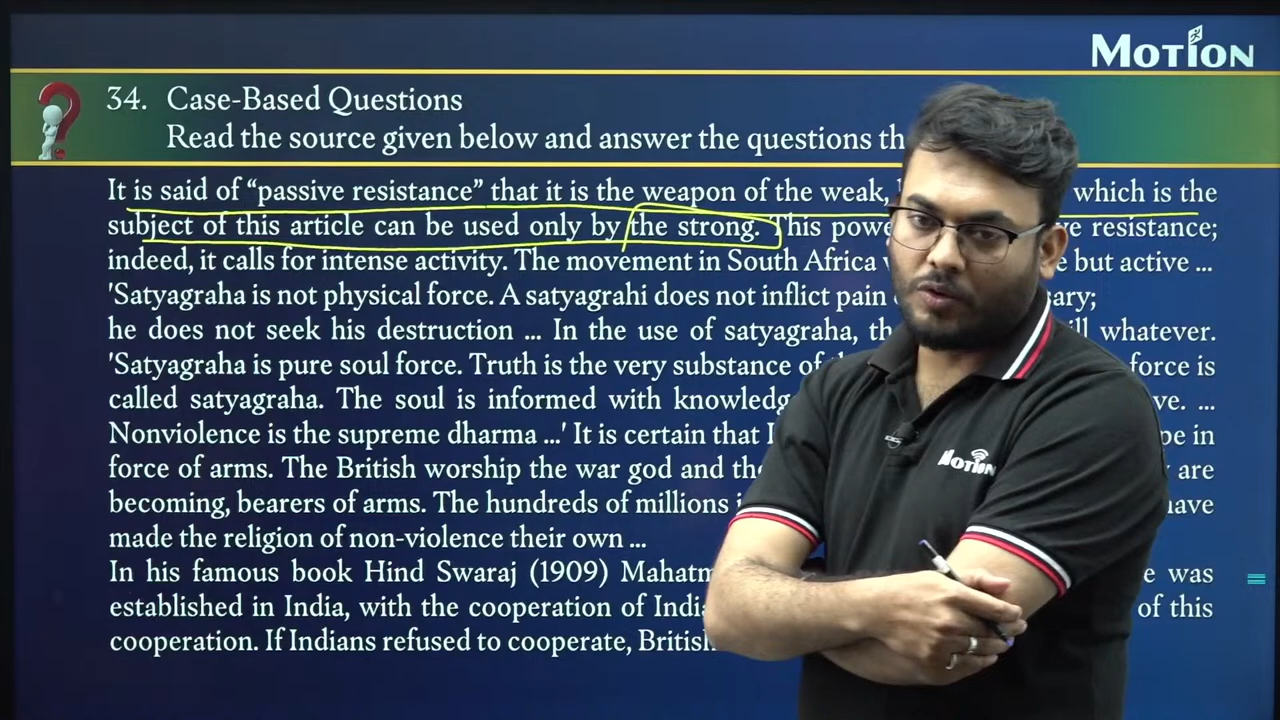 MOTION
34. Case-Based Questions
Read the source given below and answer the questions th
It is said of “passive resistance” that it is the weapon of the weak, which is the
subject of this article can be used only by the strong. This powe ve resistance;
indeed, it calls for intense activity. The movement in South Africa but active ...
'Satyagraha is not physical force. A satyagrahi does not inflict pain sary;
he does not seek his destruction ... In the use of satyagraha, th ill whatever.
'Satyagraha is pure soul force. Truth is the very substance of force is
called satyagraha. The soul is informed with knowledg ve. ...
Nonviolence is the supreme dharma ...' It is certain that pe in
force of arms. The British worship the war god and the are
becoming, bearers of arms. The hundreds of millions have
made the religion of non-violence their own ...
In his famous book Hind Swaraj (1909) Mahatm e was
established in India, with the cooperation of India of this
cooperation. If Indians refused to cooperate, British
MOTION